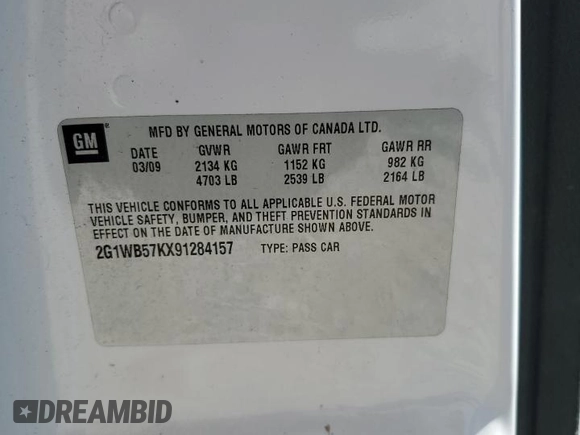 GM
MFD BY GENERAL MOTORS OF CANADA LTD.
DATE GVWR GAWR FRT GAWR RR
03/09 2134 KG 1152 KG 982 KG
4703 LB 2539 LB 2164 LB
THIS VEHICLE CONFORMS TO ALL APPLICABLE U.S. FEDERAL MOTOR
VEHICLE SAFETY, BUMPER, AND THEFT PREVENTION STANDARDS IN
EFFECT ON THE DATE OF MANUFACTURE SHOWN ABOVE.
2G1WB57KX91284157 TYPE: PASS CAR
DREAMBID